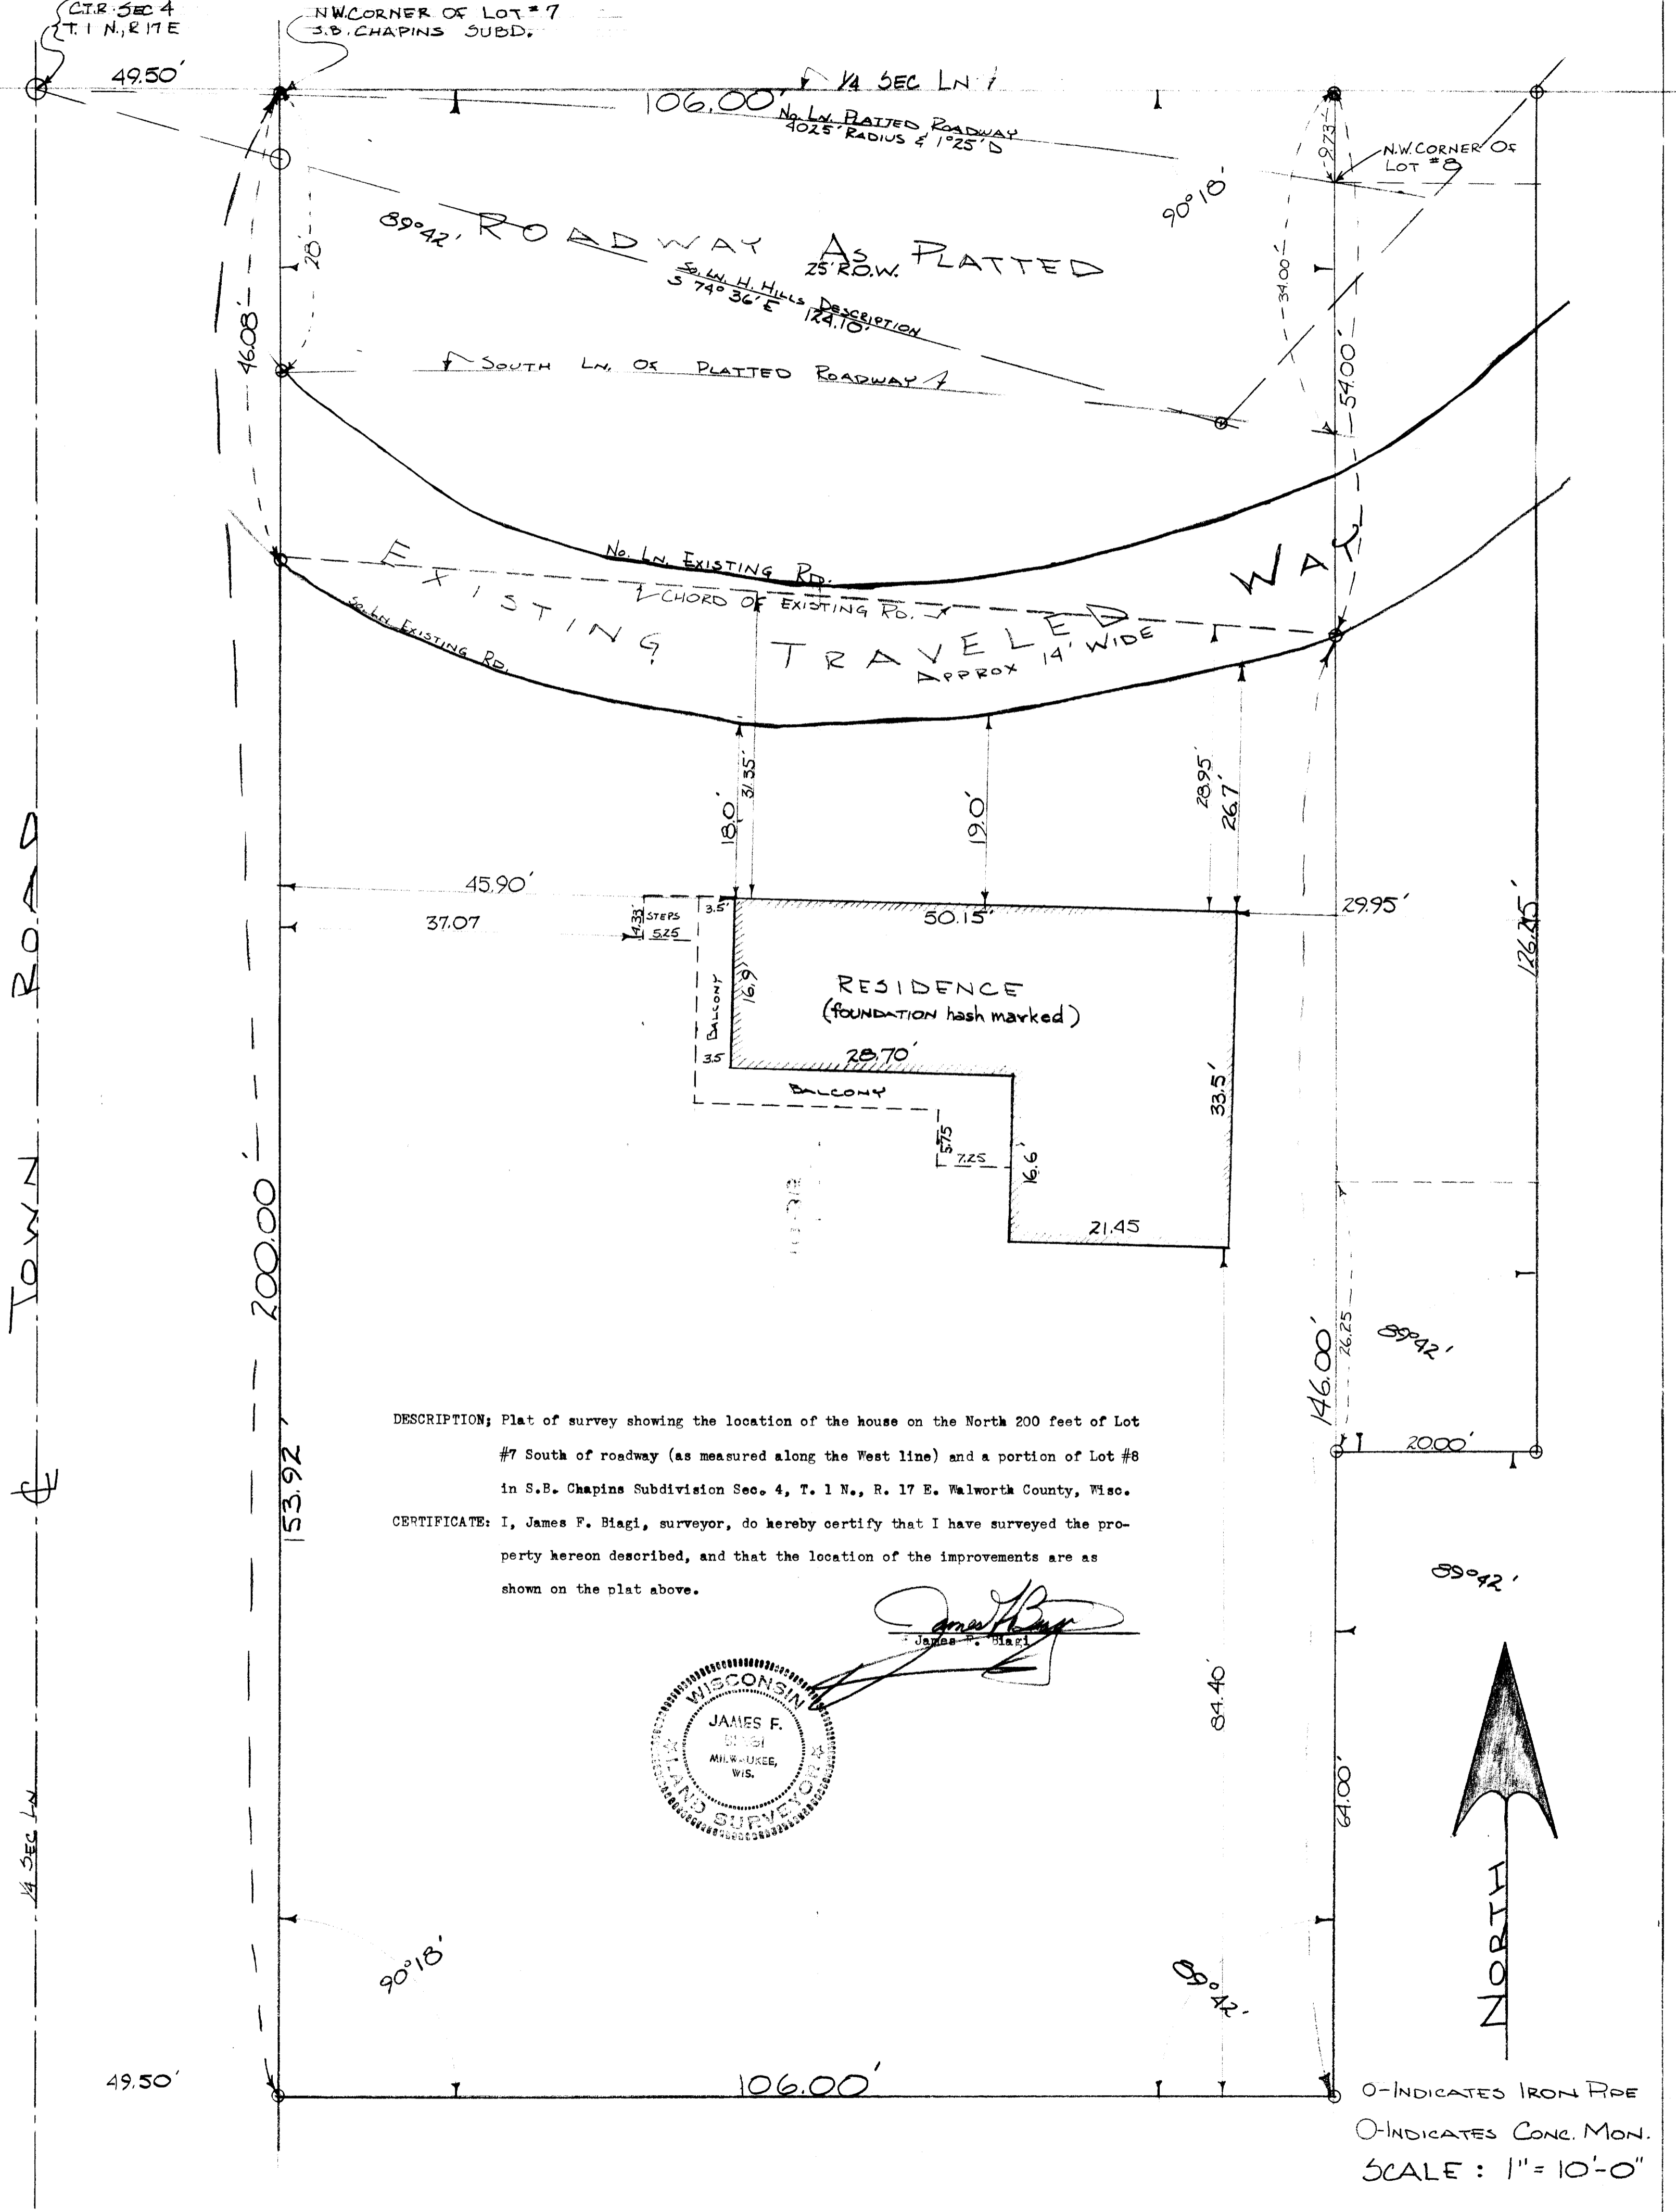 CTR. SEC 4
T. 1 N., R 17 E
N.W. CORNER OF LOT #7
S.B. CHAPINS SUBD.
49.50'
1/4 SEC LN
106.00'
No. LN. PLATTED ROADWAY
4025' RADIUS & 1°25' D
9.73'
N.W. CORNER OF
LOT #8
90°18'
89°42'
ROADWAY AS PLATTED
25' R.O.W.
28'
34.00'
So. LN. H. HILLS DESCRIPTION
S 74° 36' E 124.10'
46.08'
54.00'
SOUTH LN. OF PLATTED ROADWAY
No. LN. EXISTING RD.
CHORD OF EXISTING RD.
EXISTING TRAVELED WAY
APPROX 14' WIDE
So. LN. EXISTING RD.
18.0'
31.35'
19.0'
28.95'
26.7'
45.90'
37.07
4.33'
STEPS
5.25
3.5'
50.15'
29.95'
126.25'
BALCONY
16.9'
RESIDENCE
(FOUNDATION hash marked)
3.5
28.70'
BALCONY
33.5'
5.75
7.25
16.6'
21.45
TOWN ROAD
200.00'
146.00'
26.25
89°42'
20.00'
DESCRIPTION; Plat of survey showing the location of the house on the North 200 feet of Lot
#7 South of roadway (as measured along the West line) and a portion of Lot #8
in S.B. Chapins Subdivision Sec. 4, T. 1 N., R. 17 E. Walworth County, Wisc.
CERTIFICATE: I, James F. Biagi, surveyor, do hereby certify that I have surveyed the pro-
perty hereon described, and that the location of the improvements are as
shown on the plat above.
153.92'
89°42'
James F. Biagi
James F. Biagi
WISCONSIN
JAMES F.
BIAGI
MILWAUKEE,
WIS.
LAND SURVEYOR
84.40'
64.00'
1/4 SEC LN
NORTH
90°18'
89°42'
49.50'
106.00'
O-INDICATES IRON PIPE
O-INDICATES CONC. MON.
SCALE : 1" = 10'-0"